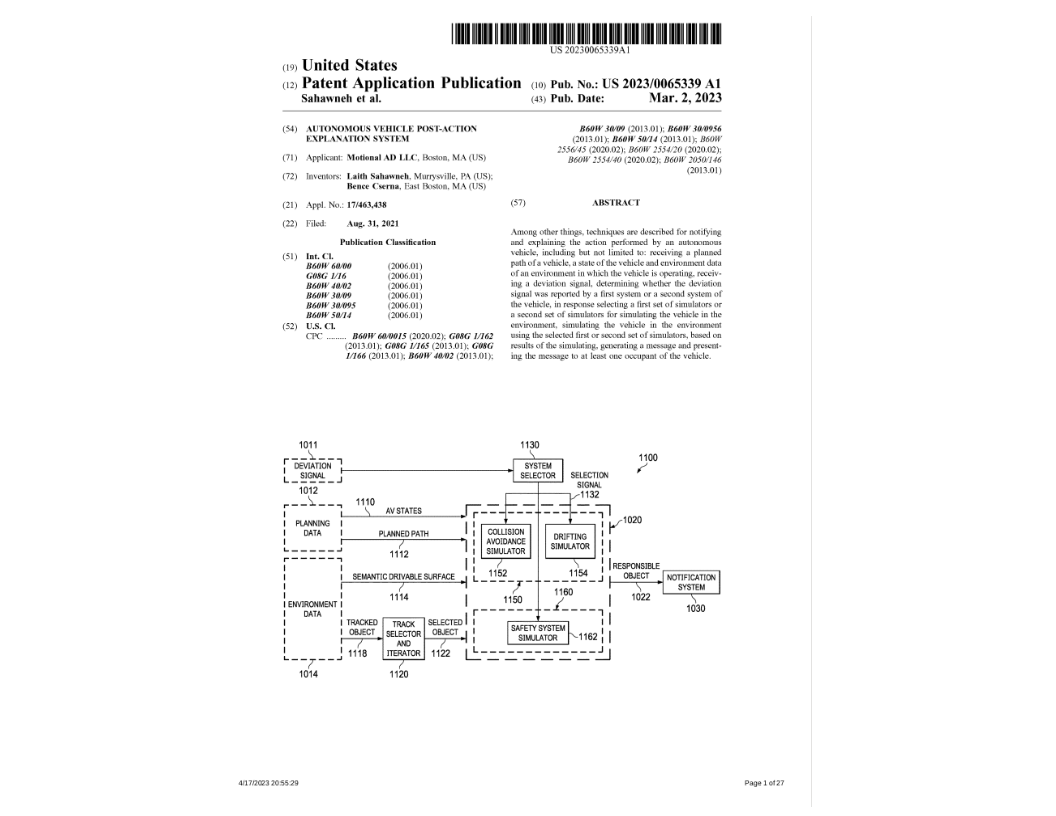 US 20230065339A1
(19) United States
(12) Patent Application Publication (10) Pub. No.: US 2023/0065339 A1
Sahawneh et al. (43) Pub. Date: Mar. 2, 2023
(54) AUTONOMOUS VEHICLE POST-ACTION
EXPLANATION SYSTEM
(71) Applicant: Motional AD LLC, Boston, MA (US)
(72) Inventors: Laith Sahawneh, Murrysville, PA (US);
Bence Cserna, East Boston, MA (US)
(21) Appl. No.: 17/463,438
(22) Filed: Aug. 31, 2021
Publication Classification
(51) Int. Cl.
B60W 60/00 (2006.01)
G08G 1/16 (2006.01)
B60W 40/02 (2006.01)
B60W 30/09 (2006.01)
B60W 30/095 (2006.01)
B60W 50/14 (2006.01)
(52) U.S. Cl.
CPC ......... B60W 60/0015 (2020.02); G08G 1/162
(2013.01); G08G 1/165 (2013.01); G08G
1/166 (2013.01); B60W 40/02 (2013.01);
B60W 30/09 (2013.01); B60W 30/0956
(2013.01); B60W 50/14 (2013.01); B60W
2556/45 (2020.02); B60W 2554/20 (2020.02);
B60W 2554/40 (2020.02); B60W 2050/146
(2013.01)
(57) ABSTRACT
Among other things, techniques are described for notifying
and explaining the action performed by an autonomous
vehicle, including but not limited to: receiving a planned
path of a vehicle, a state of the vehicle and environment data
of an environment in which the vehicle is operating, receiv-
ing a deviation signal, determining whether the deviation
signal was reported by a first system or a second system of
the vehicle, in response selecting a first set of simulators or
a second set of simulators for simulating the vehicle in the
environment, simulating the vehicle in the environment
using the selected first or second set of simulators, based on
results of the simulating, generating a message and present-
ing the message to at least one occupant of the vehicle.
1011
DEVIATION
SIGNAL
1130
SYSTEM
SELECTOR
1100
SELECTION
SIGNAL
1132
1012
PLANNING
DATA
1110
AV STATES
PLANNED PATH
1112
COLLISION
AVOIDANCE
SIMULATOR
1152
DRIFTING
SIMULATOR
1154
1020
1150
1160
RESPONSIBLE
OBJECT
1022
NOTIFICATION
SYSTEM
1030
SEMANTIC DRIVABLE SURFACE
1114
ENVIRONMENT
DATA
1014
TRACKED
OBJECT
1118
TRACK
SELECTOR
AND
ITERATOR
1120
SELECTED
OBJECT
1122
SAFETY SYSTEM
SIMULATOR
1162
4/17/2023 20:55:29
Page 1 of 27